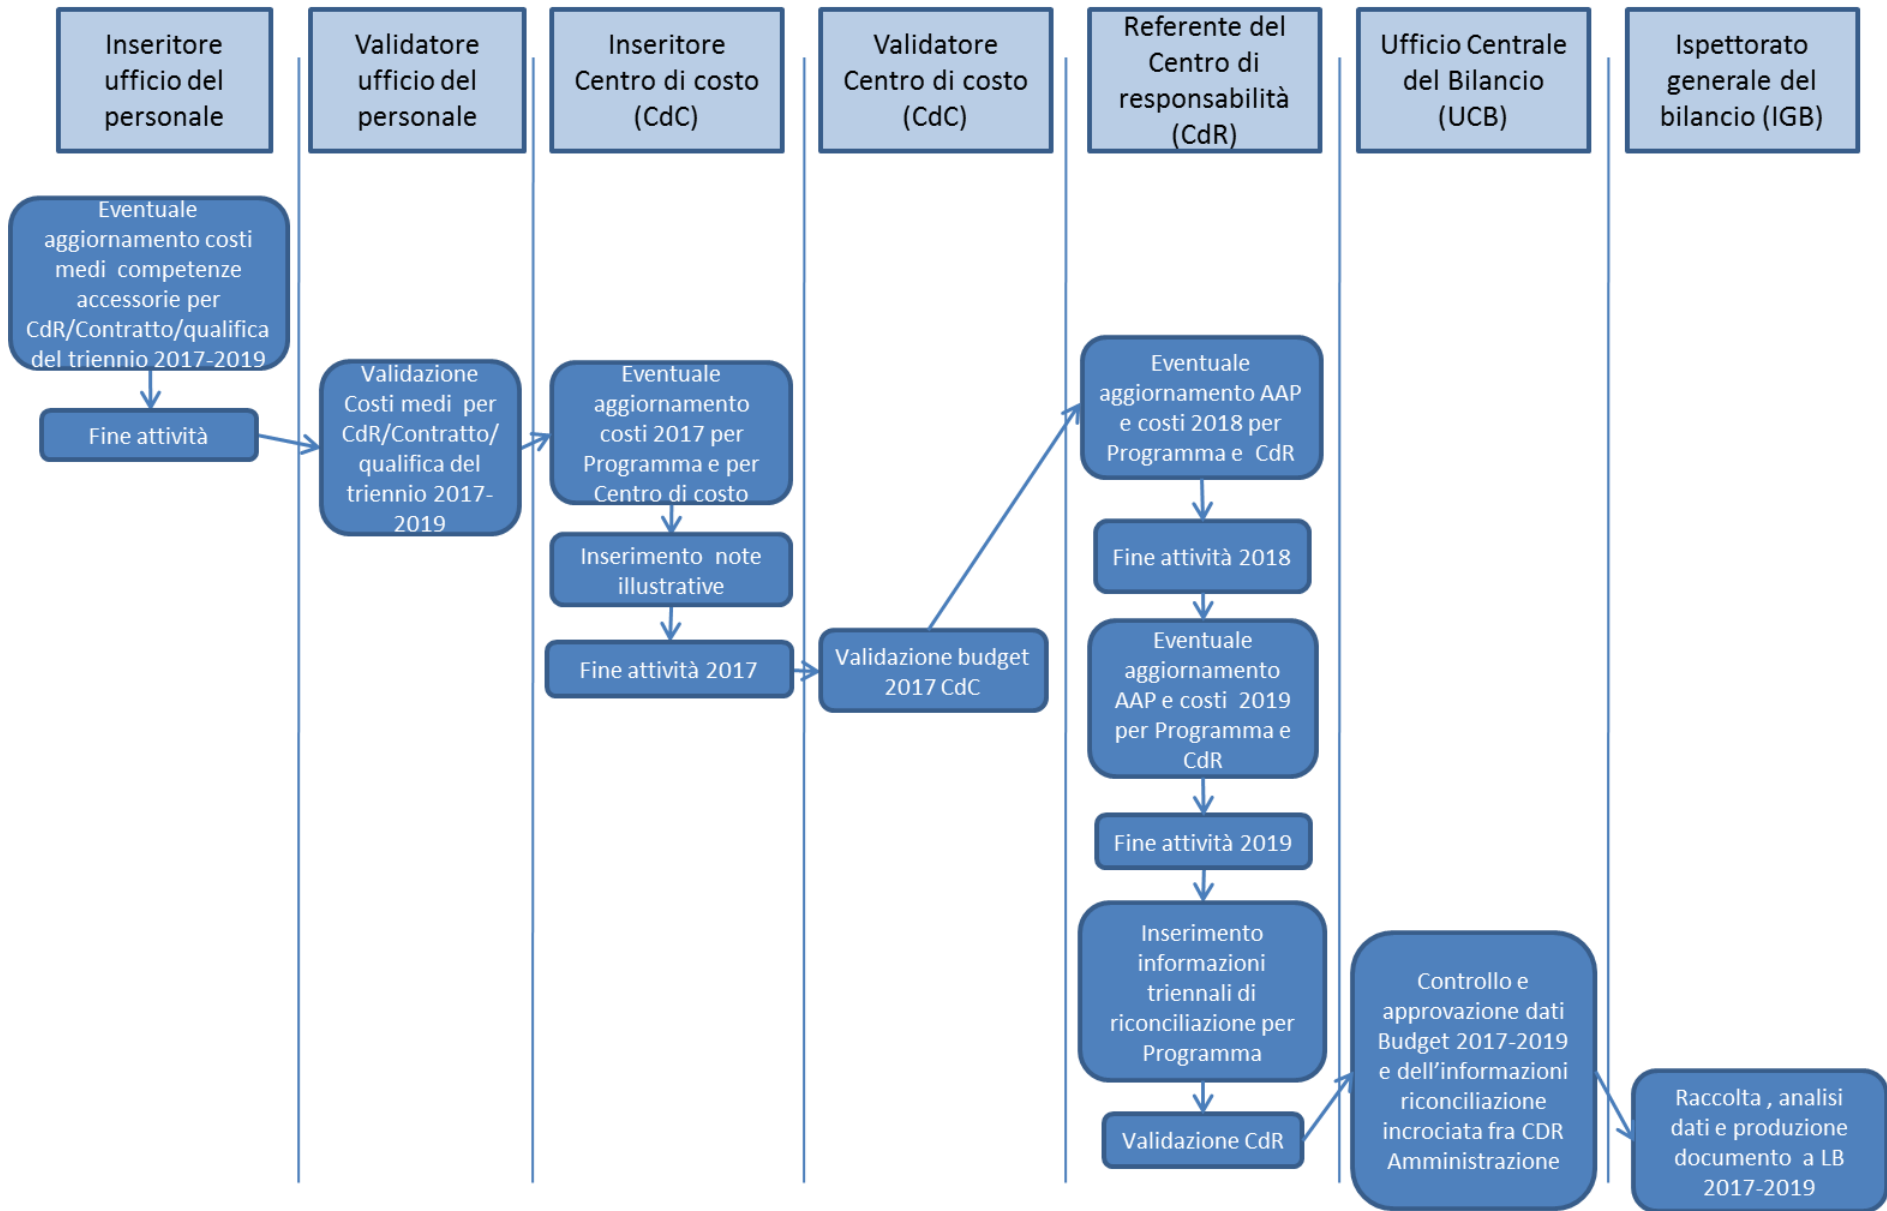 Inseritore
ufficio del
personale
Validatore
ufficio del
personale
Inseritore
Centro di costo
(CdC)
Validatore
Centro di costo
(CdC)
Referente del
Centro di
responsabilità
(CdR)
Ufficio Centrale
del Bilancio
(UCB)
Ispettorato
generale del
bilancio (IGB)
Eventuale
aggiornamento costi
medi competenze
accessorie per
CdR/Contratto/qualifica
del triennio 2017-2019
Fine attività
Validazione
Costi medi per
CdR/Contratto/
qualifica del
triennio 2017-
2019
Eventuale
aggiornamento
costi 2017 per
Programma e per
Centro di costo
Inserimento note
illustrative
Fine attività 2017
Validazione budget
2017 CdC
Eventuale
aggiornamento AAP
e costi 2018 per
Programma e CdR
Fine attività 2018
Eventuale
aggiornamento
AAP e costi 2019
per Programma e
CdR
Fine attività 2019
Inserimento
informazioni
triennali di
riconciliazione per
Programma
Validazione CdR
Controllo e
approvazione dati
Budget 2017-2019
e dell'informazioni
riconciliazione
incrociata fra CDR
Amministrazione
Raccolta , analisi
dati e produzione
documento a LB
2017-2019